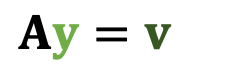 Ay = v